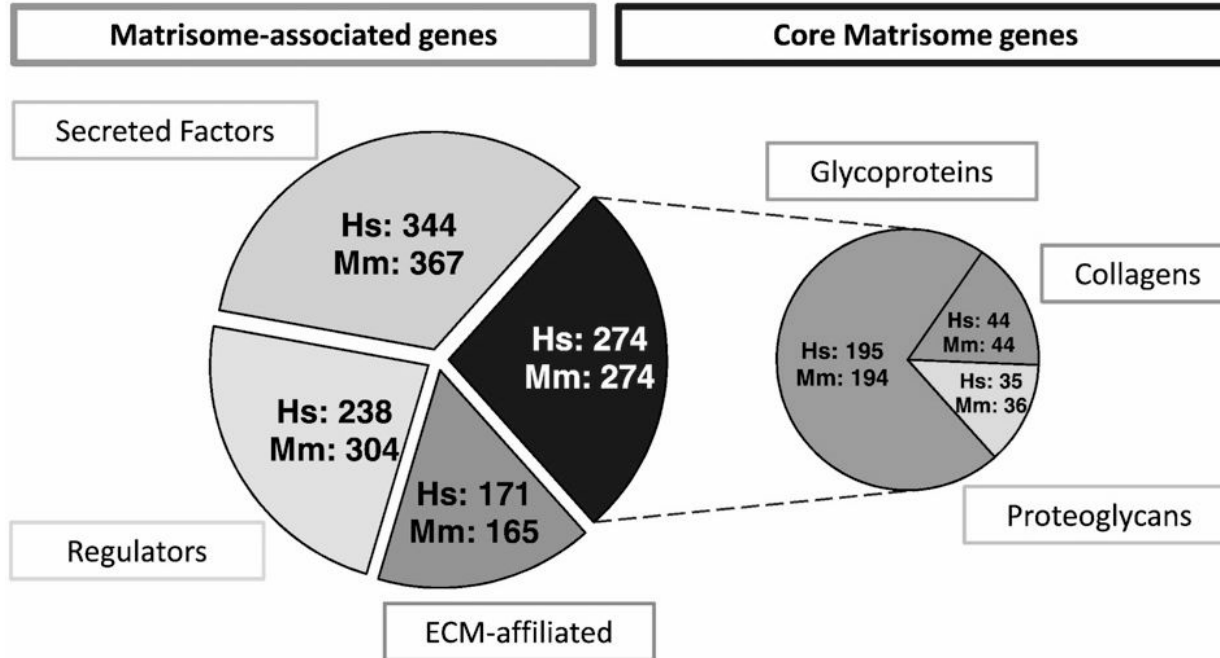 Matrisome-associated genes
Core Matrisome genes
Secreted Factors
Glycoproteins
Collagens
Hs: 344
Mm: 367
Hs: 274
Mm: 274
Hs: 195
Mm: 194
Hs: 44
Mm: 44
Hs: 35
Mm: 36
Hs: 238
Mm: 304
Hs: 171
Mm: 165
Proteoglycans
Regulators
ECM-affiliated